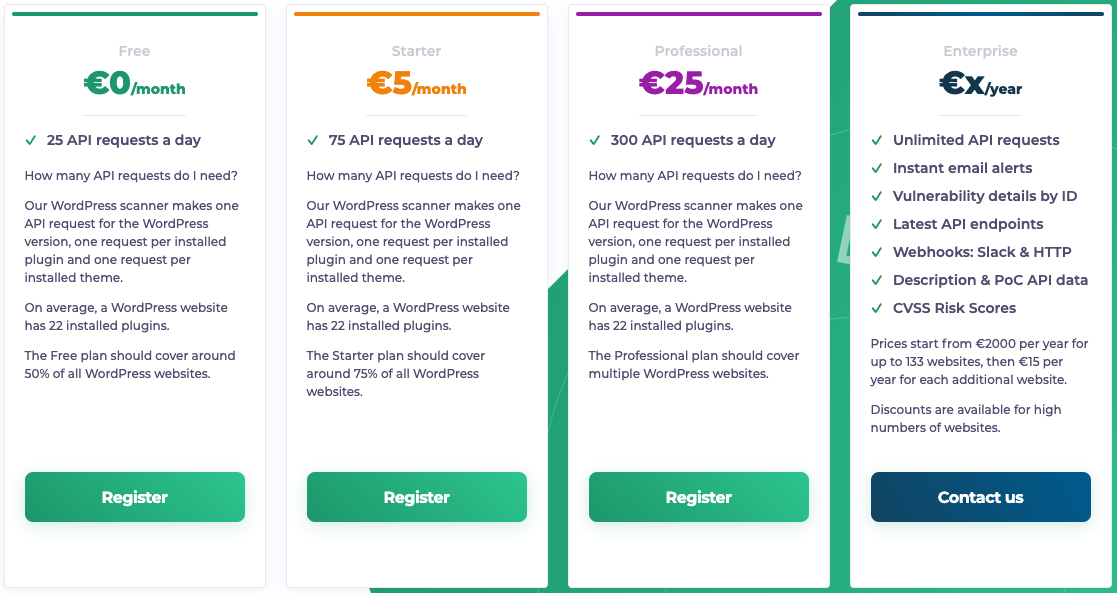 Free
€0/month
25 API requests a day
How many API requests do I need?
Our WordPress scanner makes one
API request for the WordPress
version, one request per installed
plugin and one request per
installed theme.
On average, a WordPress website
has 22 installed plugins.
The Free plan should cover around
50% of all WordPress websites.
Register
Starter
€5/month
75 API requests a day
How many API requests do I need?
Our WordPress scanner makes one
API request for the WordPress
version, one request per installed
plugin and one request per
installed theme.
On average, a WordPress website
has 22 installed plugins.
The Starter plan should cover
around 75% of all WordPress
websites.
Register
Professional
€25/month
300 API requests a day
How many API requests do I need?
Our WordPress scanner makes one
API request for the WordPress
version, one request per installed
plugin and one request per
installed theme.
On average, a WordPress website
has 22 installed plugins.
The Professional plan should cover
multiple WordPress websites.
Register
Enterprise
€x/year
Unlimited API requests
Instant email alerts
Vulnerability details by ID
Latest API endpoints
Webhooks: Slack & HTTP
Description & PoC API data
CVSS Risk Scores
Prices start from €2000 per year for
up to 133 websites, then €15 per
year for each additional website.
Discounts are available for high
numbers of websites.
Contact us